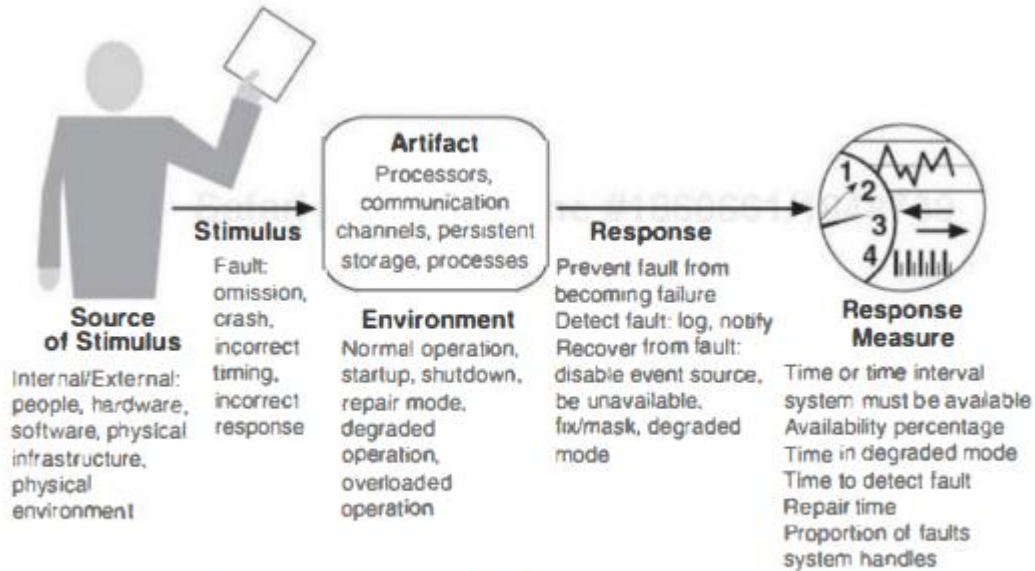 Source
of Stimulus
Internal/External:
people, hardware,
software, physical
infrastructure,
physical
environment
Stimulus
Fault:
omission,
crash,
incorrect
timing,
incorrect
response
Artifact
Processors,
communication
channels, persistent
storage, processes
Environment
Normal operation,
startup, shutdown,
repair mode,
degraded
operation,
overloaded
operation
Response
Prevent fault from
becoming failure
Detect fault: log, notify
Recover from fault:
disable event source,
be unavailable,
fix/mask, degraded
mode
1
2
3
4
Response
Measure
Time or time interval
system must be available
Availability percentage
Time in degraded mode
Time to detect fault
Repair time
Proportion of faults
system handles